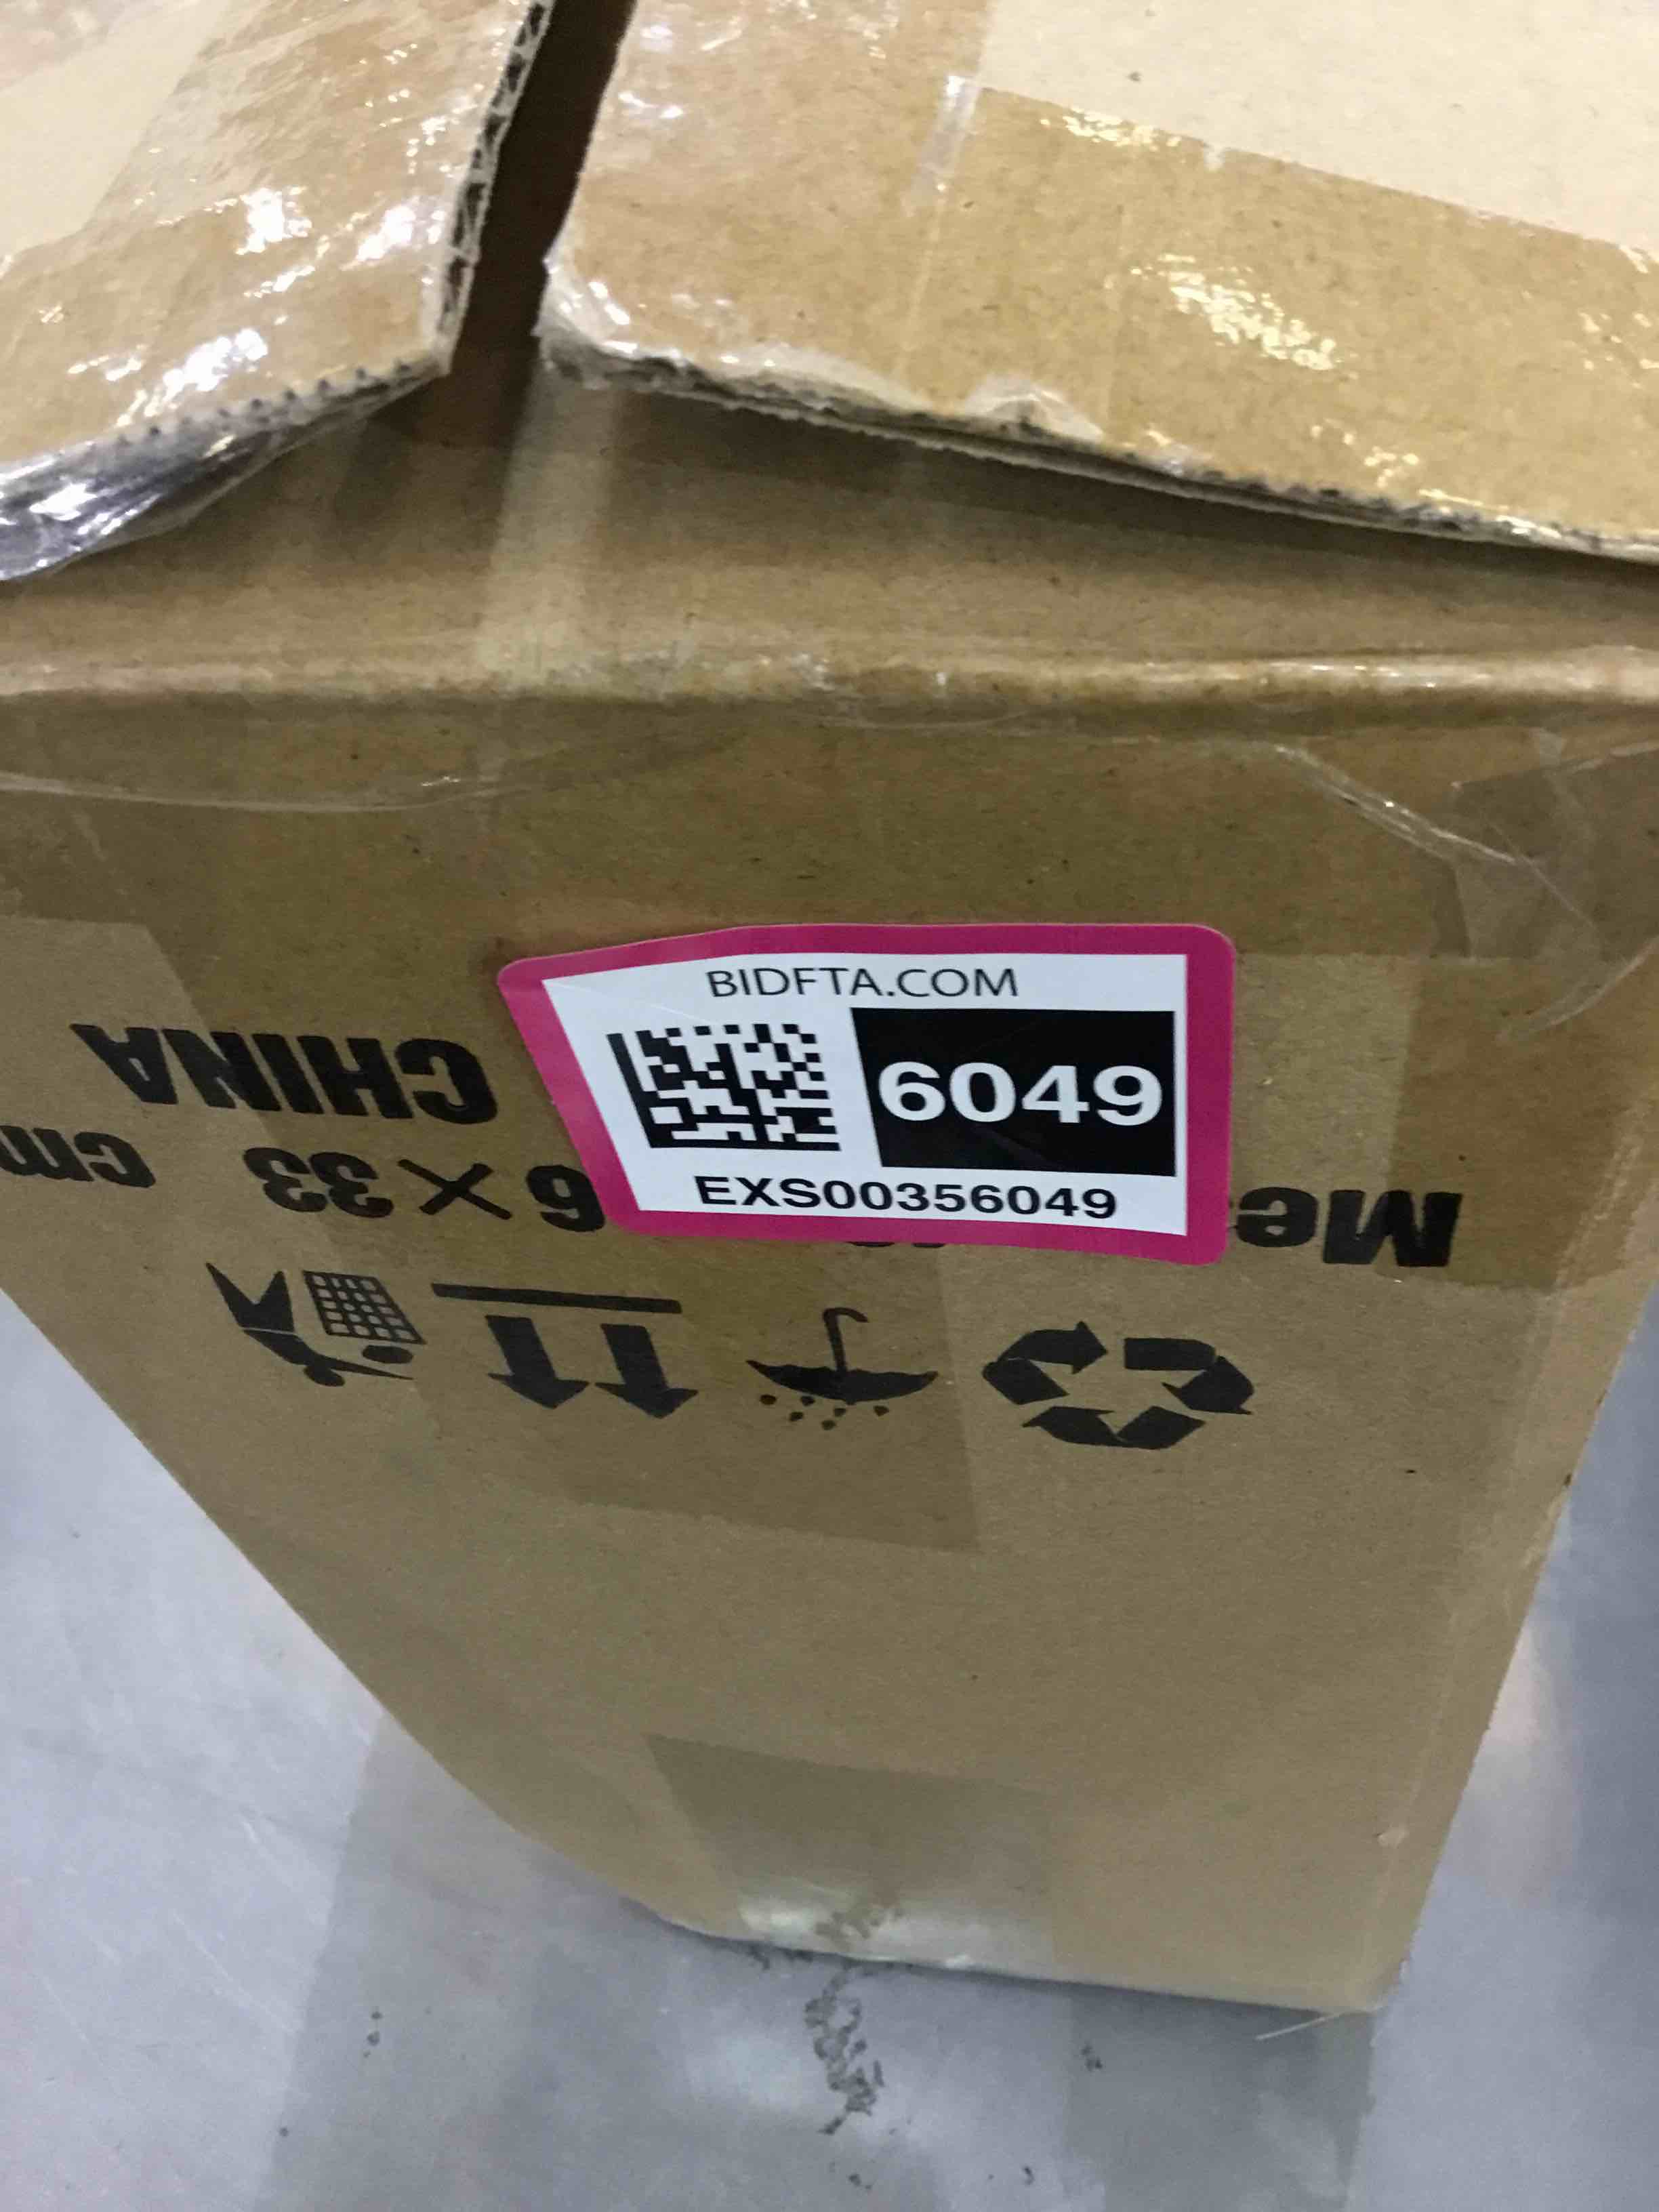 BIDFTA.COM
6049
EXS00356049
CHINA
6 × 33 cm